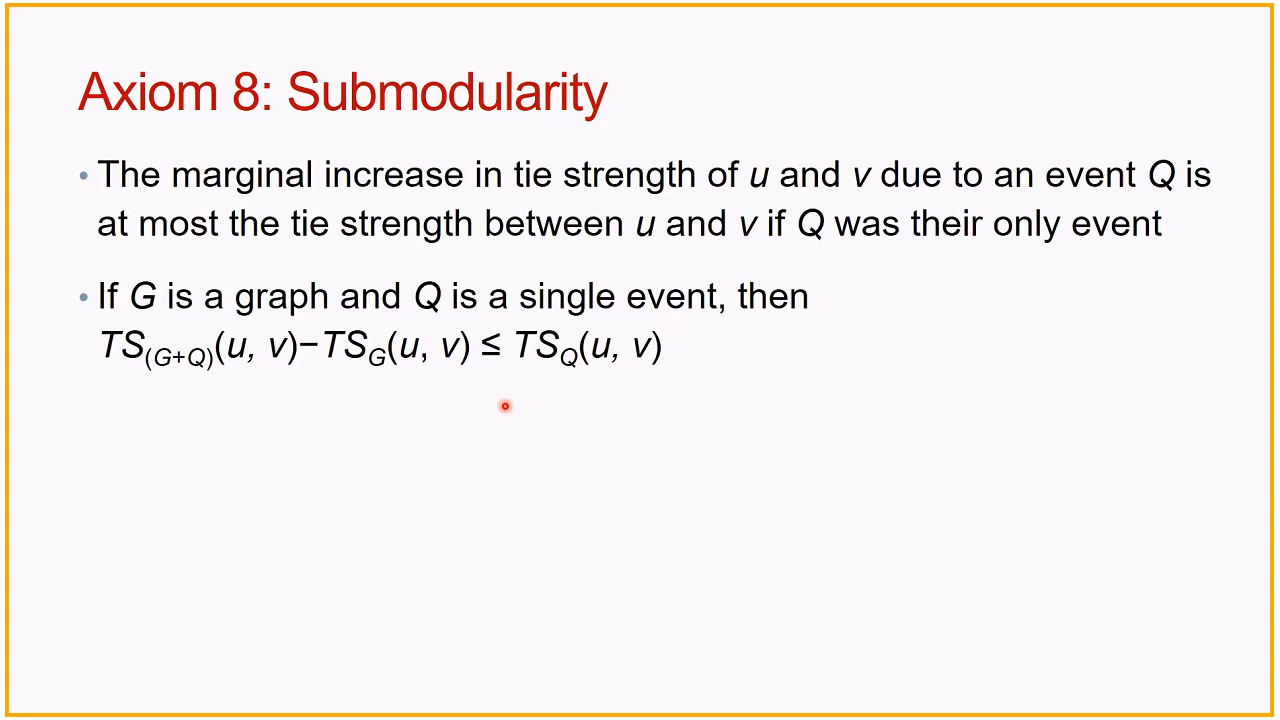 Axiom 8: Submodularity
• The marginal increase in tie strength of u and v due to an event Q is
at most the tie strength between u and v if Q was their only event
• If G is a graph and Q is a single event, then
TS(G+Q)(u, v)−TSG(u, v) ≤ TSQ(u, v)